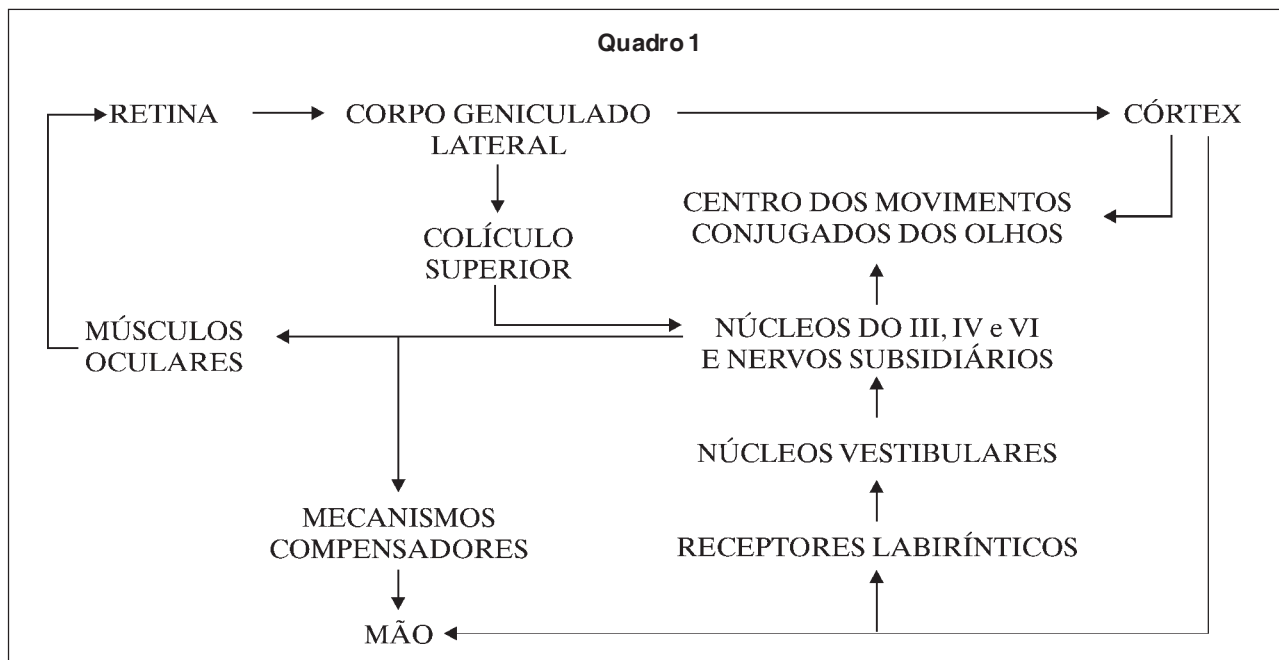 Quadro 1
RETINA
CORPO GENICULADO
LATERAL
CÓRTEX
CENTRO DOS MOVIMENTOS
CONJUGADOS DOS OLHOS
COLÍCULO
SUPERIOR
MÚSCULOS
OCULARES
NÚCLEOS DO III, IV e VI
E NERVOS SUBSIDIÁRIOS
NÚCLEOS VESTIBULARES
MECANISMOS
COMPENSADORES
RECEPTORES LABIRÍNTICOS
MÃO